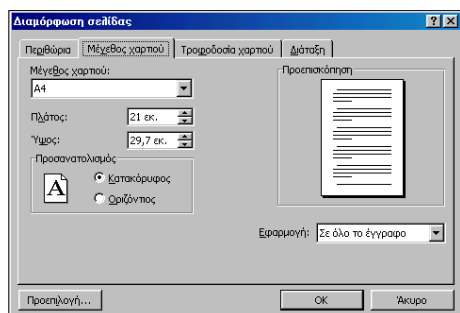 Διαμόρφωση σελίδας
Περιθώρια Μέγεθος χαρτιού Τροφοδοσία χαρτιού Διάταξη
Μέγεθος χαρτιού:
A4
Πλάτος: 21 εκ.
Ύψος: 29,7 εκ.
Προσανατολισμός
A
Κατακόρυφος
Οριζόντιος
Προεπισκόπηση
Εφαρμογή: Σε όλο το έγγραφο
Προεπιλογή... OK Άκυρο